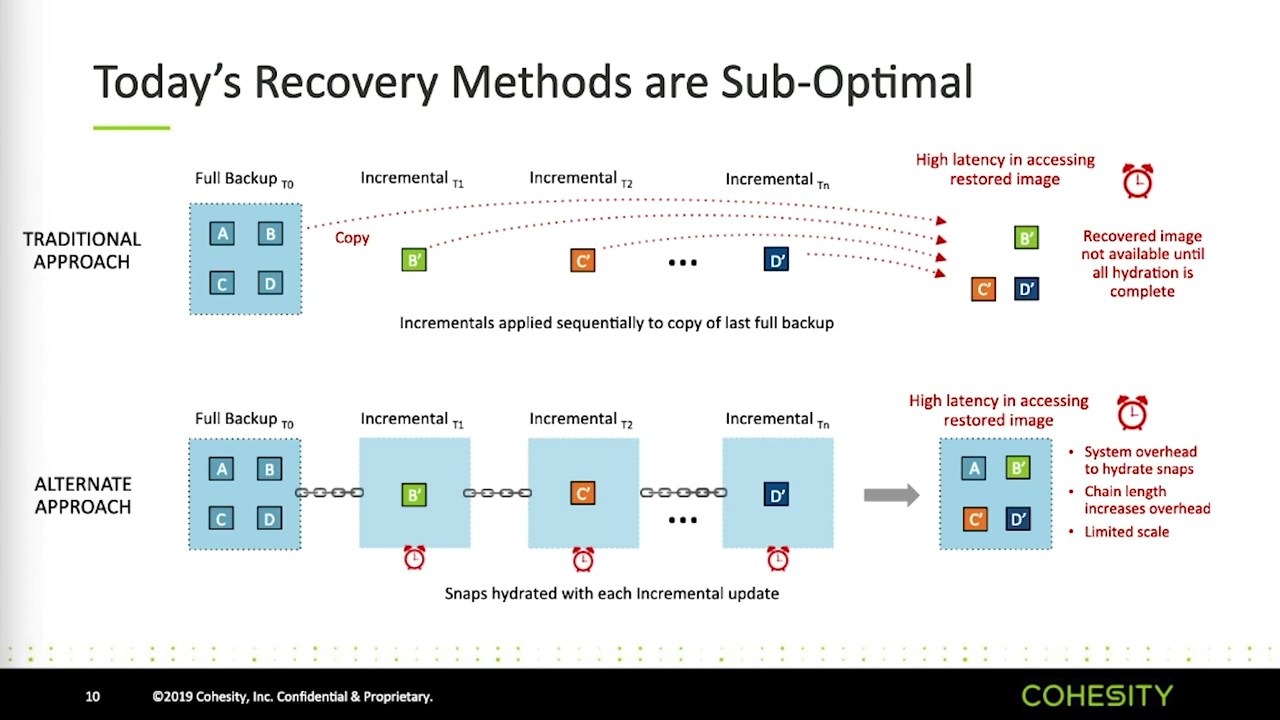 Today's Recovery Methods are Sub-Optimal
TRADITIONAL
APPROACH
Full Backup T0
Incremental T1
Incremental T2
Incremental Tn
A
B
C
D
Copy
B'
C'
...
D'
Incrementals applied sequentially to copy of last full backup
High latency in accessing
restored image
B'
C'
D'
Recovered image
not available until
all hydration is
complete
ALTERNATE
APPROACH
Full Backup T0
Incremental T1
Incremental T2
Incremental Tn
A
B
C
D
B'
C'
...
D'
Snaps hydrated with each Incremental update
High latency in accessing
restored image
A
B'
C'
D'
• System overhead
to hydrate snaps
• Chain length
increases overhead
• Limited scale
10
©2019 Cohesity, Inc. Confidential & Proprietary.
COHESITY